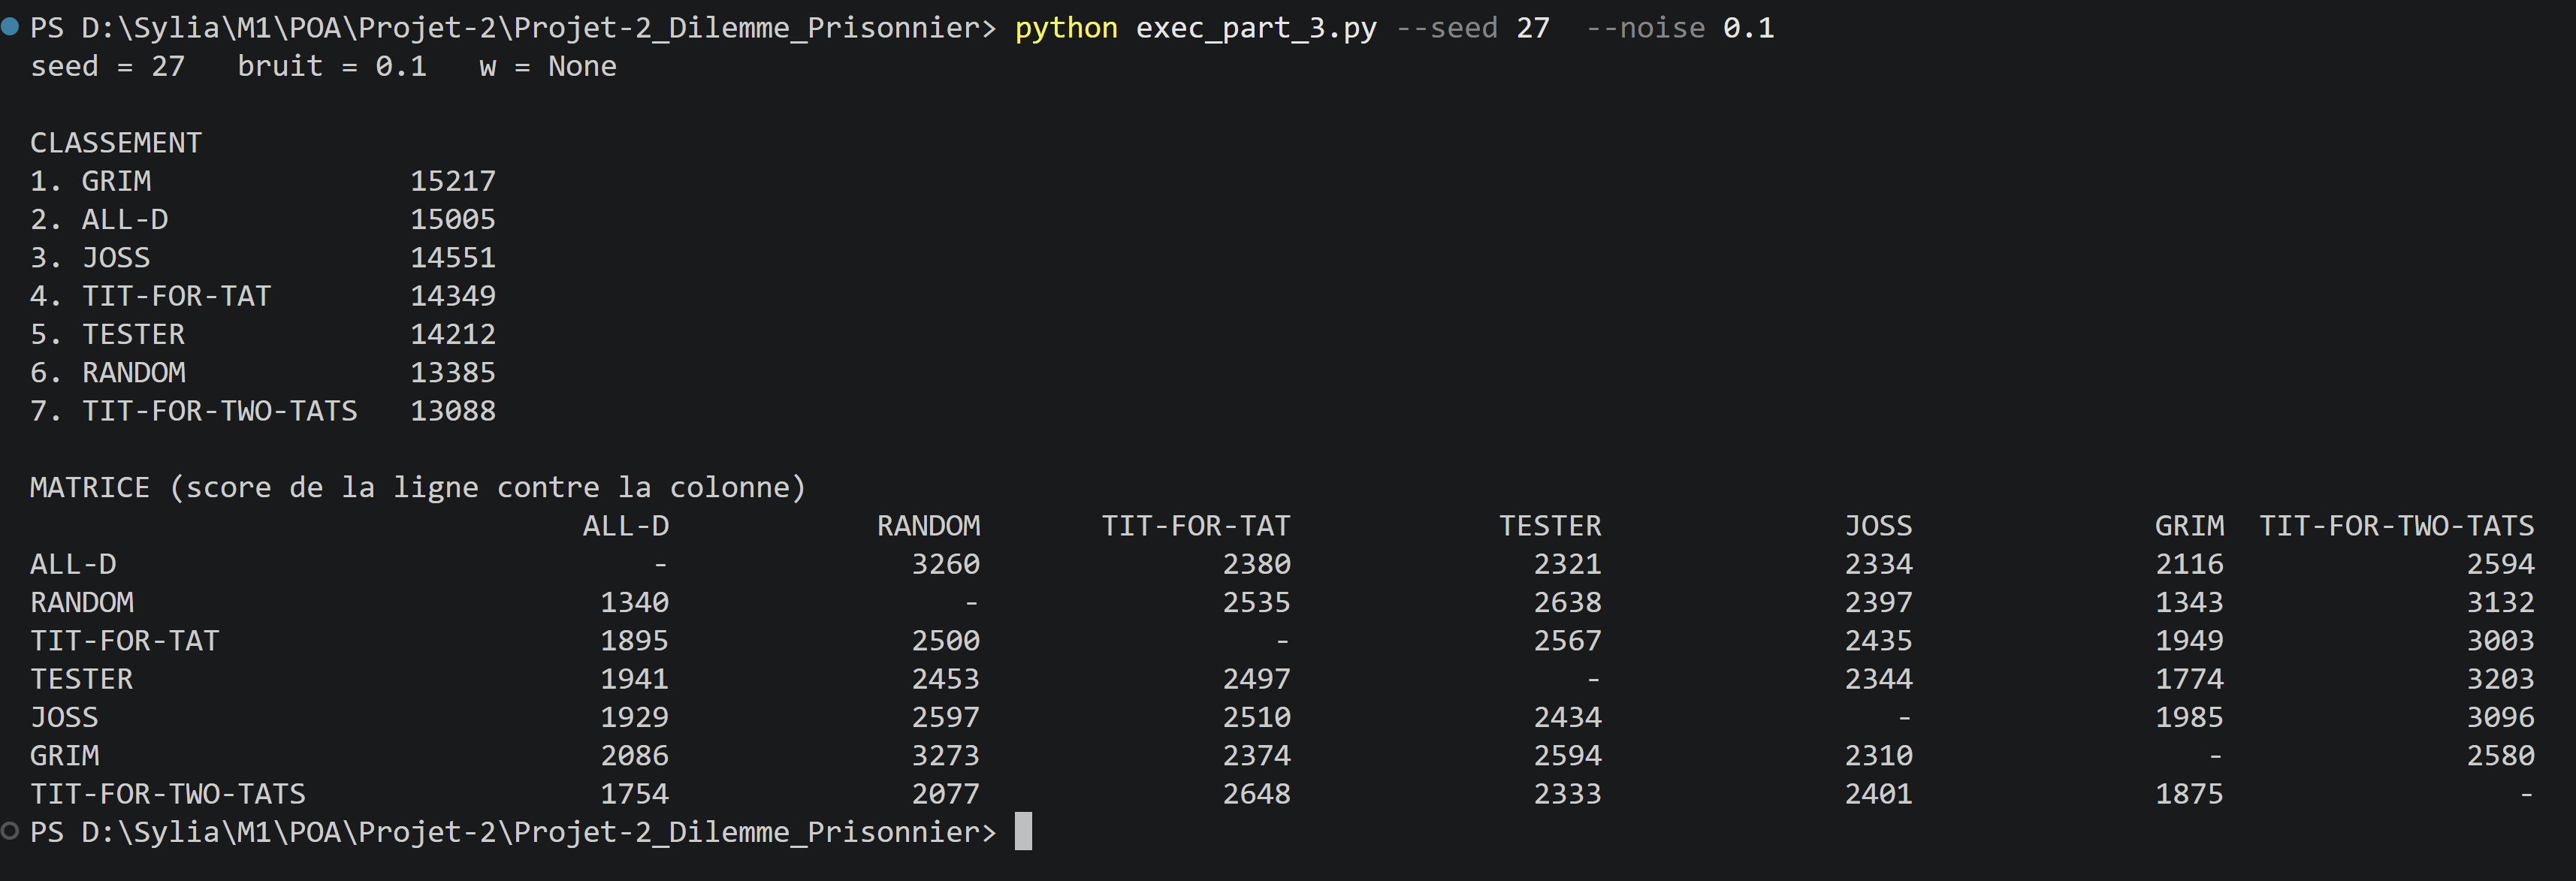 PS D:\Sylia\M1\POA\Projet-2\Projet-2_Dilemme_Prisonnier> python exec_part_3.py --seed 27  --noise 0.1
seed = 27   bruit = 0.1   w = None

CLASSEMENT
1. GRIM               15217
2. ALL-D              15005
3. JOSS               14551
4. TIT-FOR-TAT        14349
5. TESTER             14212
6. RANDOM             13385
7. TIT-FOR-TWO-TATS   13088

MATRICE (score de la ligne contre la colonne)
ALL-D RANDOM TIT-FOR-TAT TESTER JOSS GRIM TIT-FOR-TWO-TATS
ALL-D - 3260 2380 2321 2334 2116 2594
RANDOM 1340 - 2535 2638 2397 1343 3132
TIT-FOR-TAT 1895 2500 - 2567 2435 1949 3003
TESTER 1941 2453 2497 - 2344 1774 3203
JOSS 1929 2597 2510 2434 - 1985 3096
GRIM 2086 3273 2374 2594 2310 - 2580
TIT-FOR-TWO-TATS 1754 2077 2648 2333 2401 1875 -
PS D:\Sylia\M1\POA\Projet-2\Projet-2_Dilemme_Prisonnier>